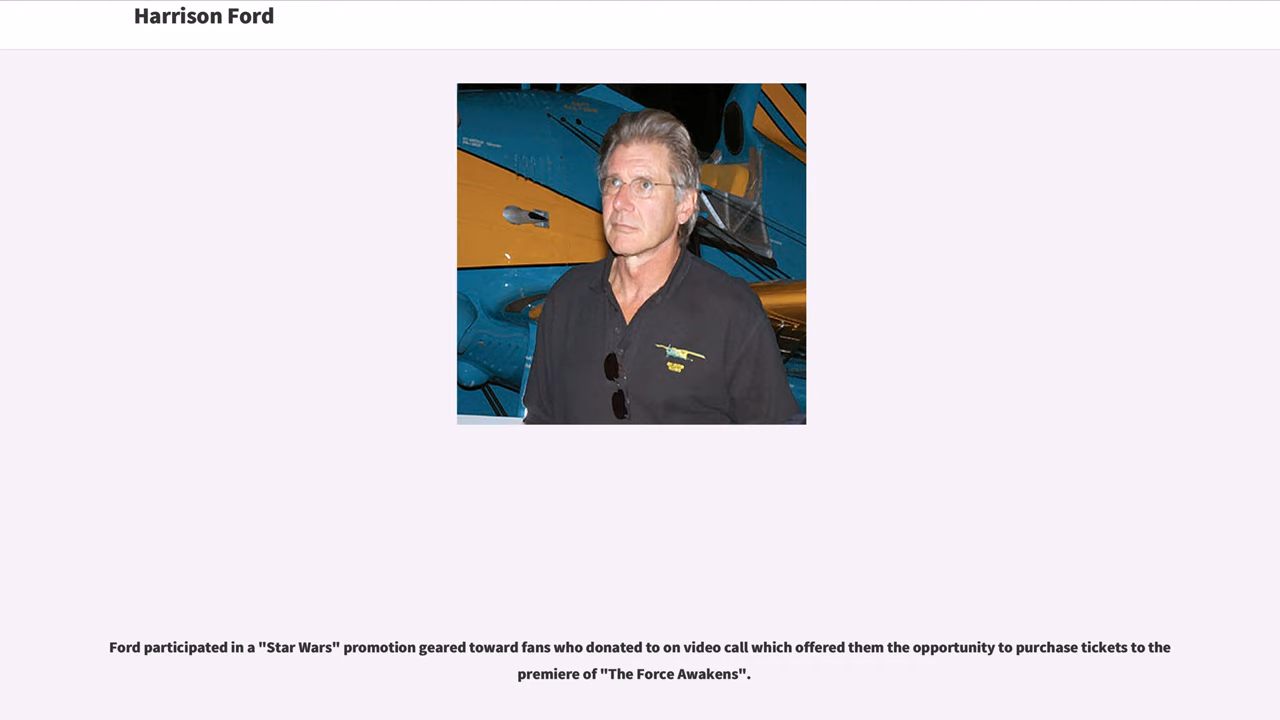 Harrison Ford
Ford participated in a "Star Wars" promotion geared toward fans who donated to on video call which offered them the opportunity to purchase tickets to the
premiere of "The Force Awakens".